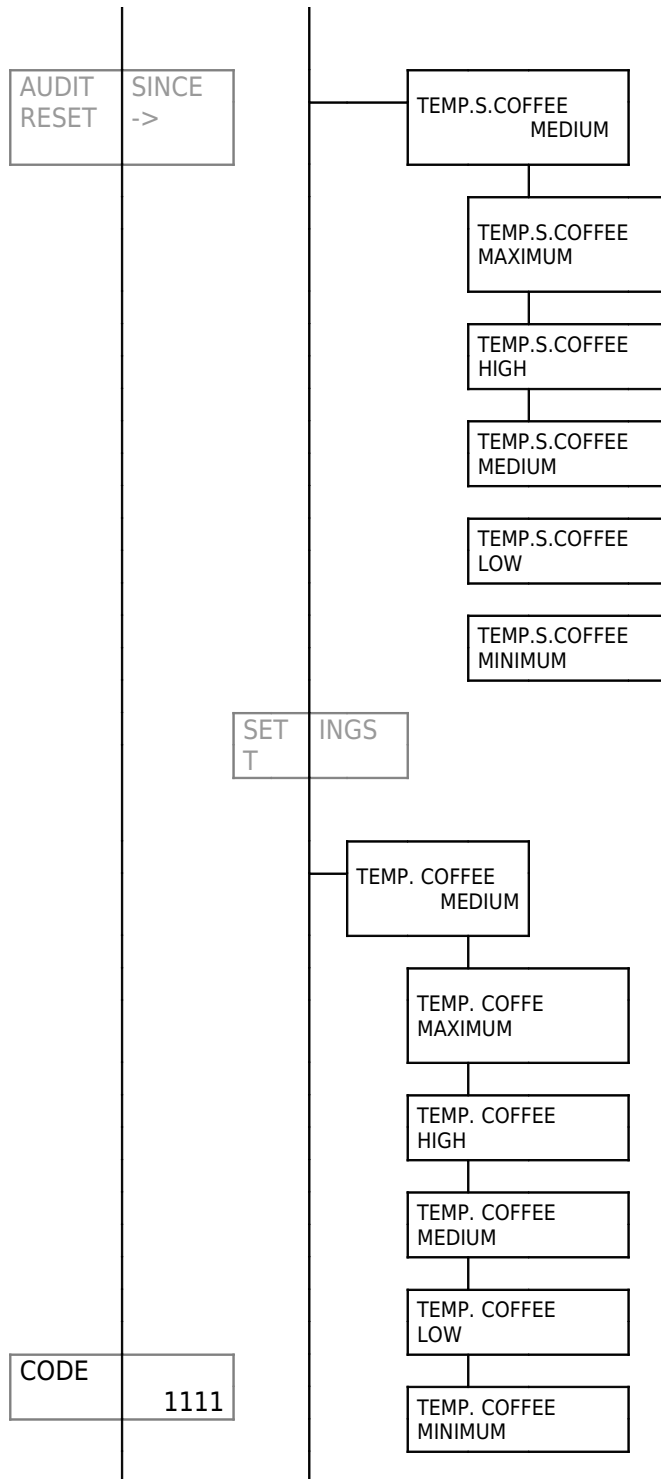 AUDIT SINCE
RESET ->
TEMP.S.COFFEE
MEDIUM
TEMP.S.COFFEE
MAXIMUM
TEMP.S.COFFEE
HIGH
TEMP.S.COFFEE
MEDIUM
TEMP.S.COFFEE
LOW
TEMP.S.COFFEE
MINIMUM
SET INGS
T
TEMP. COFFEE
MEDIUM
TEMP. COFFE
MAXIMUM
TEMP. COFFEE
HIGH
TEMP. COFFEE
MEDIUM
TEMP. COFFEE
LOW
CODE
1111
TEMP. COFFEE
MINIMUM